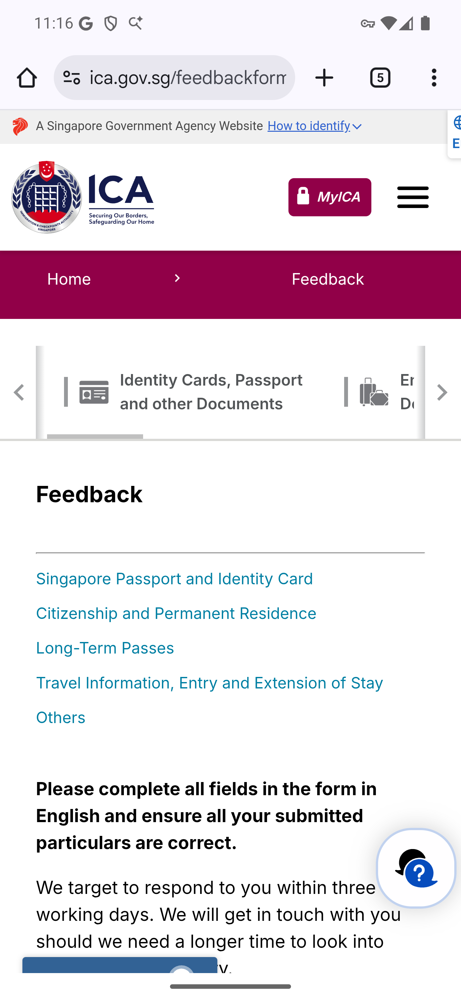 11:16
ica.gov.sg/feedbackform
5
A Singapore Government Agency Website How to identify
IMMIGRATION & CHECKPOINTS AUTHORITY
SINGAPORE
ICA
Securing Our Borders,
Safeguarding Our Home
MyICA
Home
Feedback
Identity Cards, Passport
and other Documents
Feedback
Singapore Passport and Identity Card
Citizenship and Permanent Residence
Long-Term Passes
Travel Information, Entry and Extension of Stay
Others
Please complete all fields in the form in
English and ensure all your submitted
particulars are correct.
We target to respond to you within three
working days. We will get in touch with you
should we need a longer time to look into